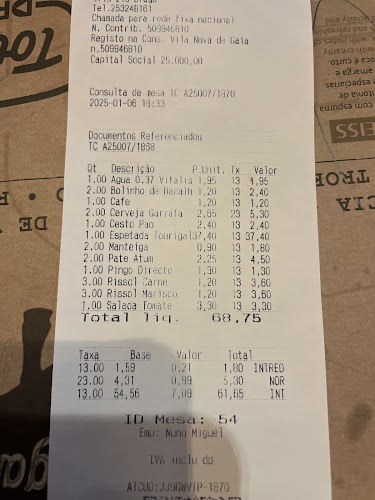 Tel.253248161
Chamada para rede fixa nacional
N. Contrib. 509846810
Registo na Cons. Vila Nova de Gaia
n.509846810
Capital Social 25.000,00
Consulta de mesa TC A25007/1870
2025-01-06 16:33
Documentos Referenciados
TC A25007/1868
Qt Descrição P.Unit. Tx Valor
1.00 Agua 0.37 Vitalis 1,95 13 1,95
2.00 Bolinho de Bacalh 1,20 13 2,40
1.00 Cafe 1,20 13 1,20
2.00 Cerveja Garrafa 2,65 23 5,30
1.00 Cesto Pao 2,40 13 2,40
1.00 Espetada Tourigal 37,40 13 37,40
2.00 Manteiga 0,90 13 1,80
2.00 Pate Atum 2,25 13 4,50
1.00 Pingo Directo 1,30 13 1,30
3.00 Rissol Carne 1,20 13 3,60
3.00 Rissol Marisco 1,20 13 3,60
1.00 Salada Tomate 3,30 13 3,30
Total liq. 68,75
Taxa Base Valor Total
13.00 1,59 0,21 1,80 INTRED
23.00 4,31 0,99 5,30 NOR
13.00 54,56 7,09 61,65 INT
ID Mesa: 54
Emp: Nuno Miguel
IVA incluido
ATCUD:JJ9GWVTP-1870